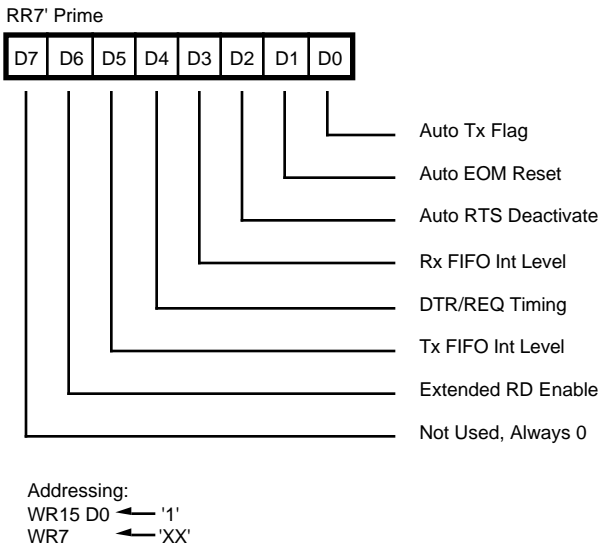 RR7' Prime
D7 D6 D5 D4 D3 D2 D1 D0
Auto Tx Flag
Auto EOM Reset
Auto RTS Deactivate
Rx FIFO Int Level
DTR/REQ Timing
Tx FIFO Int Level
Extended RD Enable
Not Used, Always 0
Addressing:
WR15 D0 '1'
WR7 'XX'